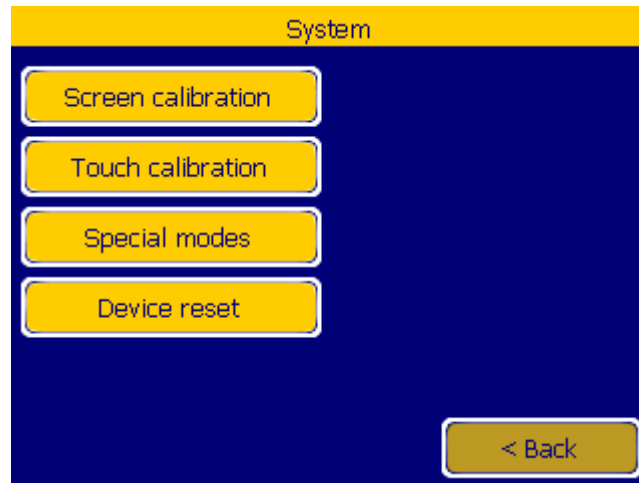 System
Screen calibration
Touch calibration
Special modes
Device reset
< Back